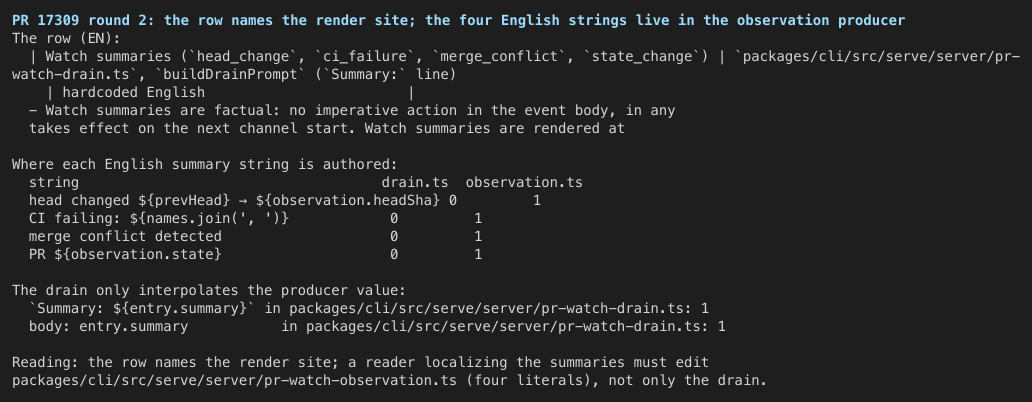 PR 17309 round 2: the row names the render site; the four English strings live in the observation producer
The row (EN):
| Watch summaries (`head_change`, `ci_failure`, `merge_conflict`, `state_change`) | `packages/cli/src/serve/server/pr-
watch-drain.ts`, `buildDrainPrompt` (`Summary:` line)
| hardcoded English |
– Watch summaries are factual: no imperative action in the event body, in any
takes effect on the next channel start. Watch summaries are rendered at
Where each English summary string is authored:
string drain.ts observation.ts
head changed ${prevHead} → ${observation.headSha} 0 1
CI failing: ${names.join(', ')} 0 1
merge conflict detected 0 1
PR ${observation.state} 0 1
The drain only interpolates the producer value:
`Summary: ${entry.summary}` in packages/cli/src/serve/server/pr-watch-drain.ts: 1
body: entry.summary in packages/cli/src/serve/server/pr-watch-drain.ts: 1
Reading: the row names the render site; a reader localizing the summaries must edit
packages/cli/src/serve/server/pr-watch-observation.ts (four literals), not only the drain.